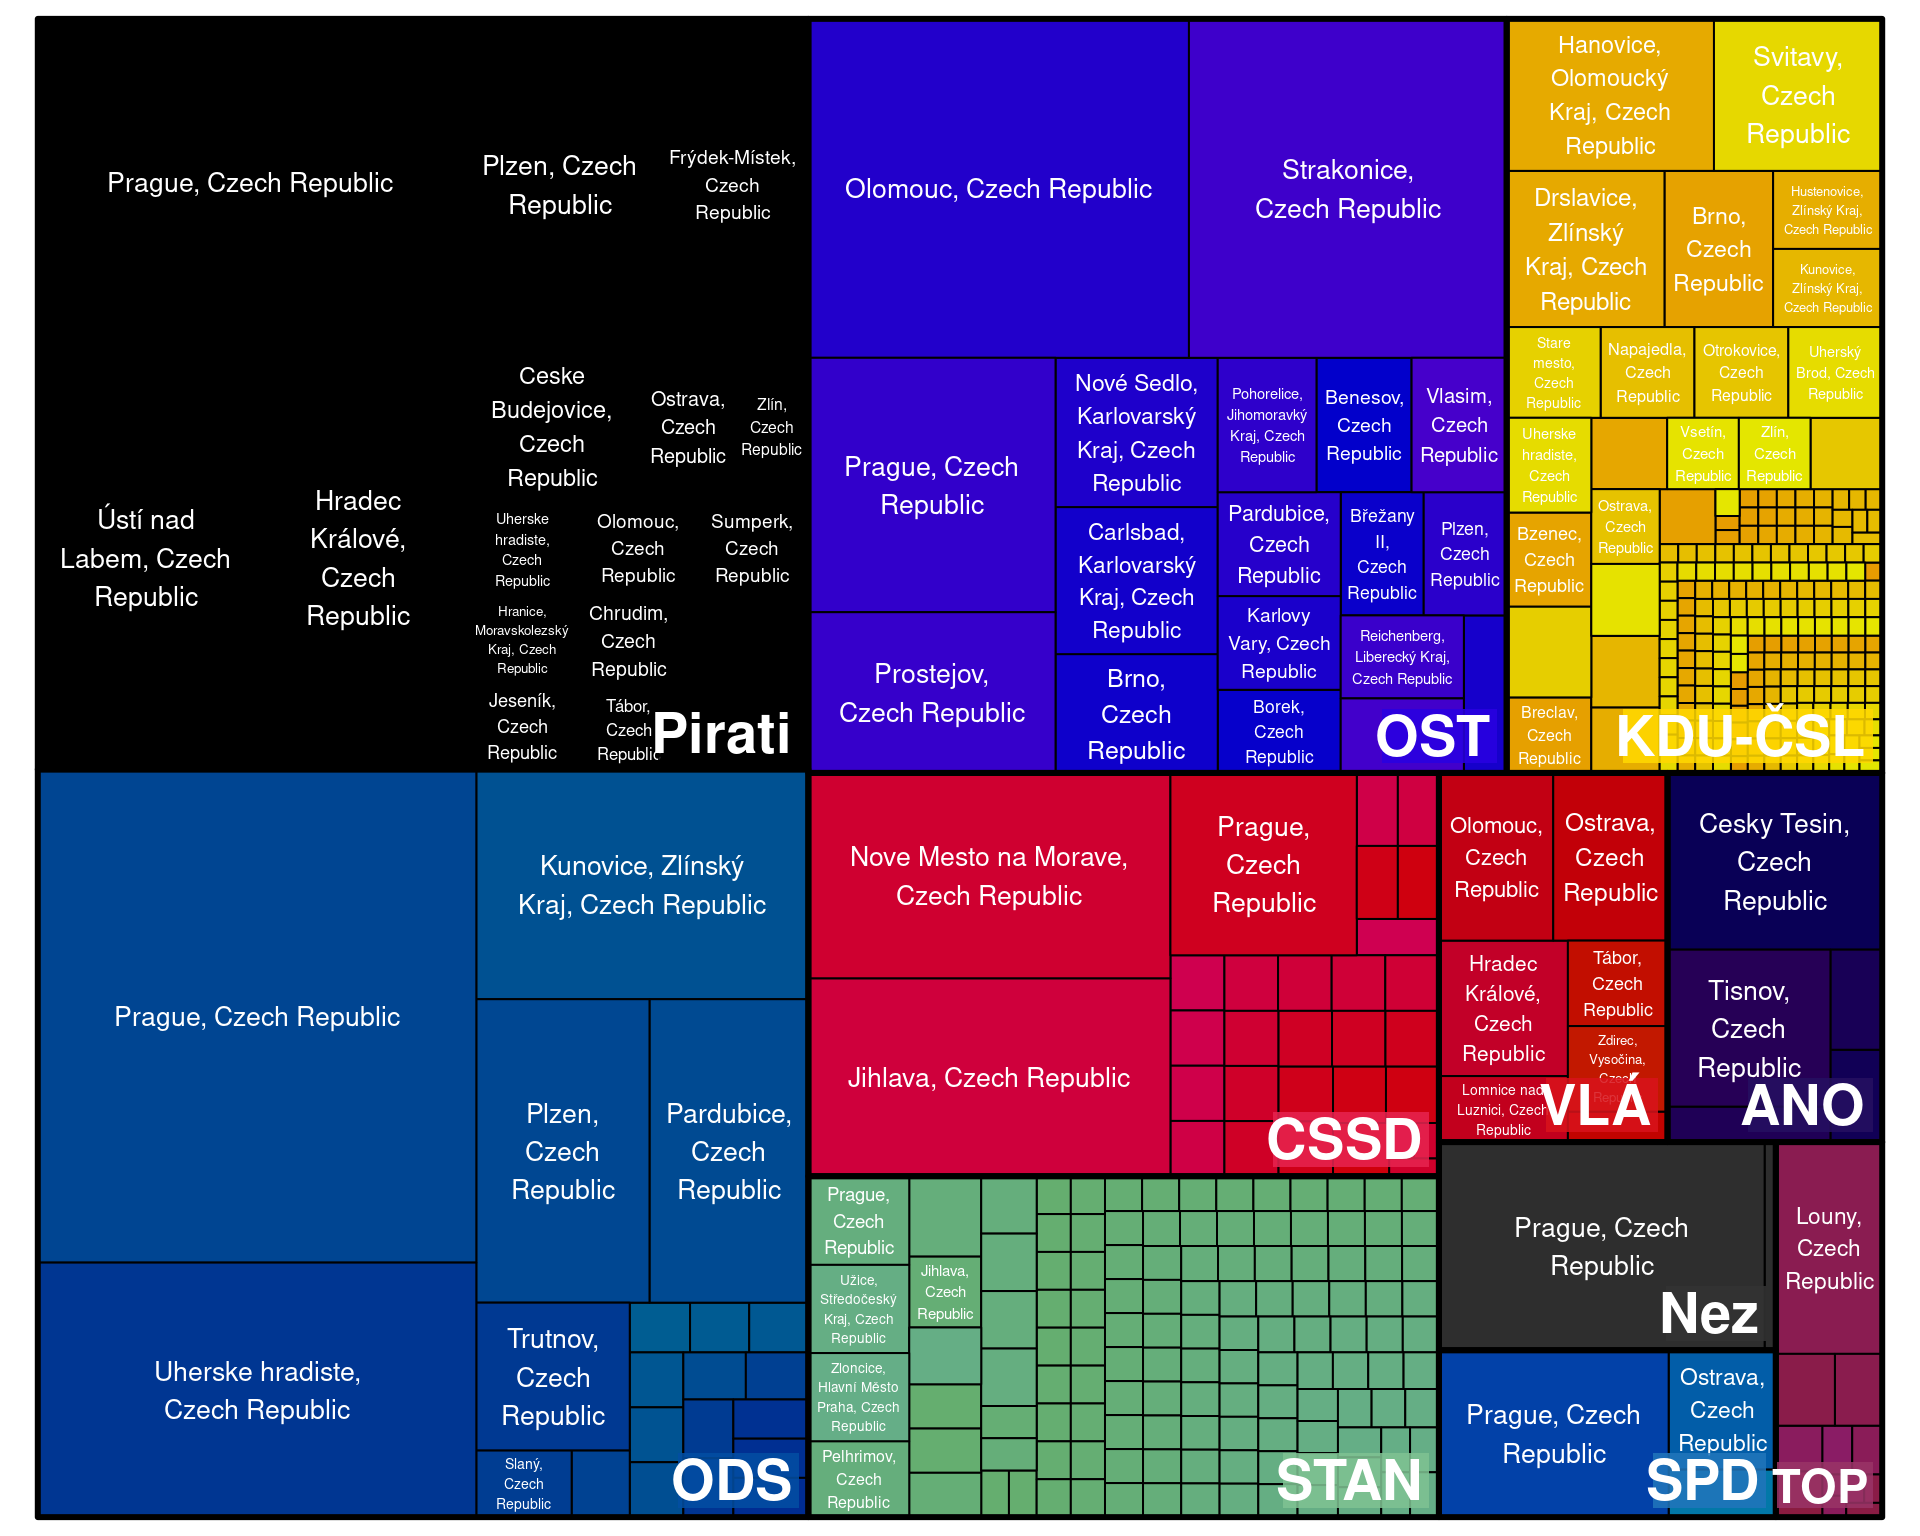 Prague, Czech Republic
Plzen, Czech
Republic
Frýdek-Místek,
Czech
Republic
Ústí nad
Labem, Czech
Republic
Hradec
Králové,
Czech
Republic
Ceske
Budejovice,
Czech
Republic
Ostrava,
Czech
Republic
Zlín,
Czech
Republic
Uherske
hradiste,
Czech
Republic
Olomouc,
Czech
Republic
Sumperk,
Czech
Republic
Hranice,
Moravskolezský
Kraj, Czech
Republic
Chrudim,
Czech
Republic
Jeseník,
Czech
Republic
Tábor,
Czech
Republic
Pirati
Olomouc, Czech Republic
Strakonice,
Czech Republic
Prague, Czech
Republic
Prostejov,
Czech Republic
Nové Sedlo,
Karlovarský
Kraj, Czech
Republic
Carlsbad,
Karlovarský
Kraj, Czech
Republic
Brno,
Czech
Republic
Pohorelice,
Jihomoravký
Kraj, Czech
Republic
Benesov,
Czech
Republic
Vlasim,
Czech
Republic
Pardubice,
Czech
Republic
Břežany
II,
Czech
Republic
Plzen,
Czech
Republic
Karlovy
Vary, Czech
Republic
Reichenberg,
Liberecký Kraj,
Czech Republic
Borek,
Czech
Republic
OST
Hanovice,
Olomoucký
Kraj, Czech
Republic
Svitavy,
Czech
Republic
Drslavice,
Zlínský
Kraj, Czech
Republic
Brno,
Czech
Republic
Hustenovice,
Zlínský Kraj,
Czech Republic
Kunovice,
Zlínský Kraj,
Czech Republic
Stare
mesto,
Czech
Republic
Napajedla,
Czech
Republic
Otrokovice,
Czech
Republic
Uherský
Brod, Czech
Republic
Uherske
hradiste,
Czech
Republic
Vsetín,
Czech
Republic
Zlín,
Czech
Republic
Ostrava,
Czech
Republic
Bzenec,
Czech
Republic
Breclav,
Czech
Republic
KDU-ČSL
Prague, Czech Republic
Kunovice, Zlínský
Kraj, Czech Republic
Plzen,
Czech
Republic
Pardubice,
Czech
Republic
Uherske hradiste,
Czech Republic
Trutnov,
Czech
Republic
Slaný,
Czech
Republic
ODS
Nove Mesto na Morave,
Czech Republic
Prague,
Czech
Republic
Jihlava, Czech Republic
CSSD
Olomouc,
Czech
Republic
Ostrava,
Czech
Republic
Hradec
Králové,
Czech
Republic
Tábor,
Czech
Republic
Zdirec,
Vysočina,
Czech
Republic
Lomnice nad
Luznici, Czech
Republic
VLÁ
Cesky Tesin,
Czech
Republic
Tisnov,
Czech
Republic
ANO
Prague,
Czech
Republic
Užice,
Středočeský
Kraj, Czech
Republic
Jihlava,
Czech
Republic
Zloncice,
Hlavní Město
Praha, Czech
Republic
Pelhrimov,
Czech
Republic
STAN
Prague, Czech
Republic
Nez
Prague, Czech
Republic
Ostrava,
Czech
Republic
SPD
Louny,
Czech
Republic
TOP